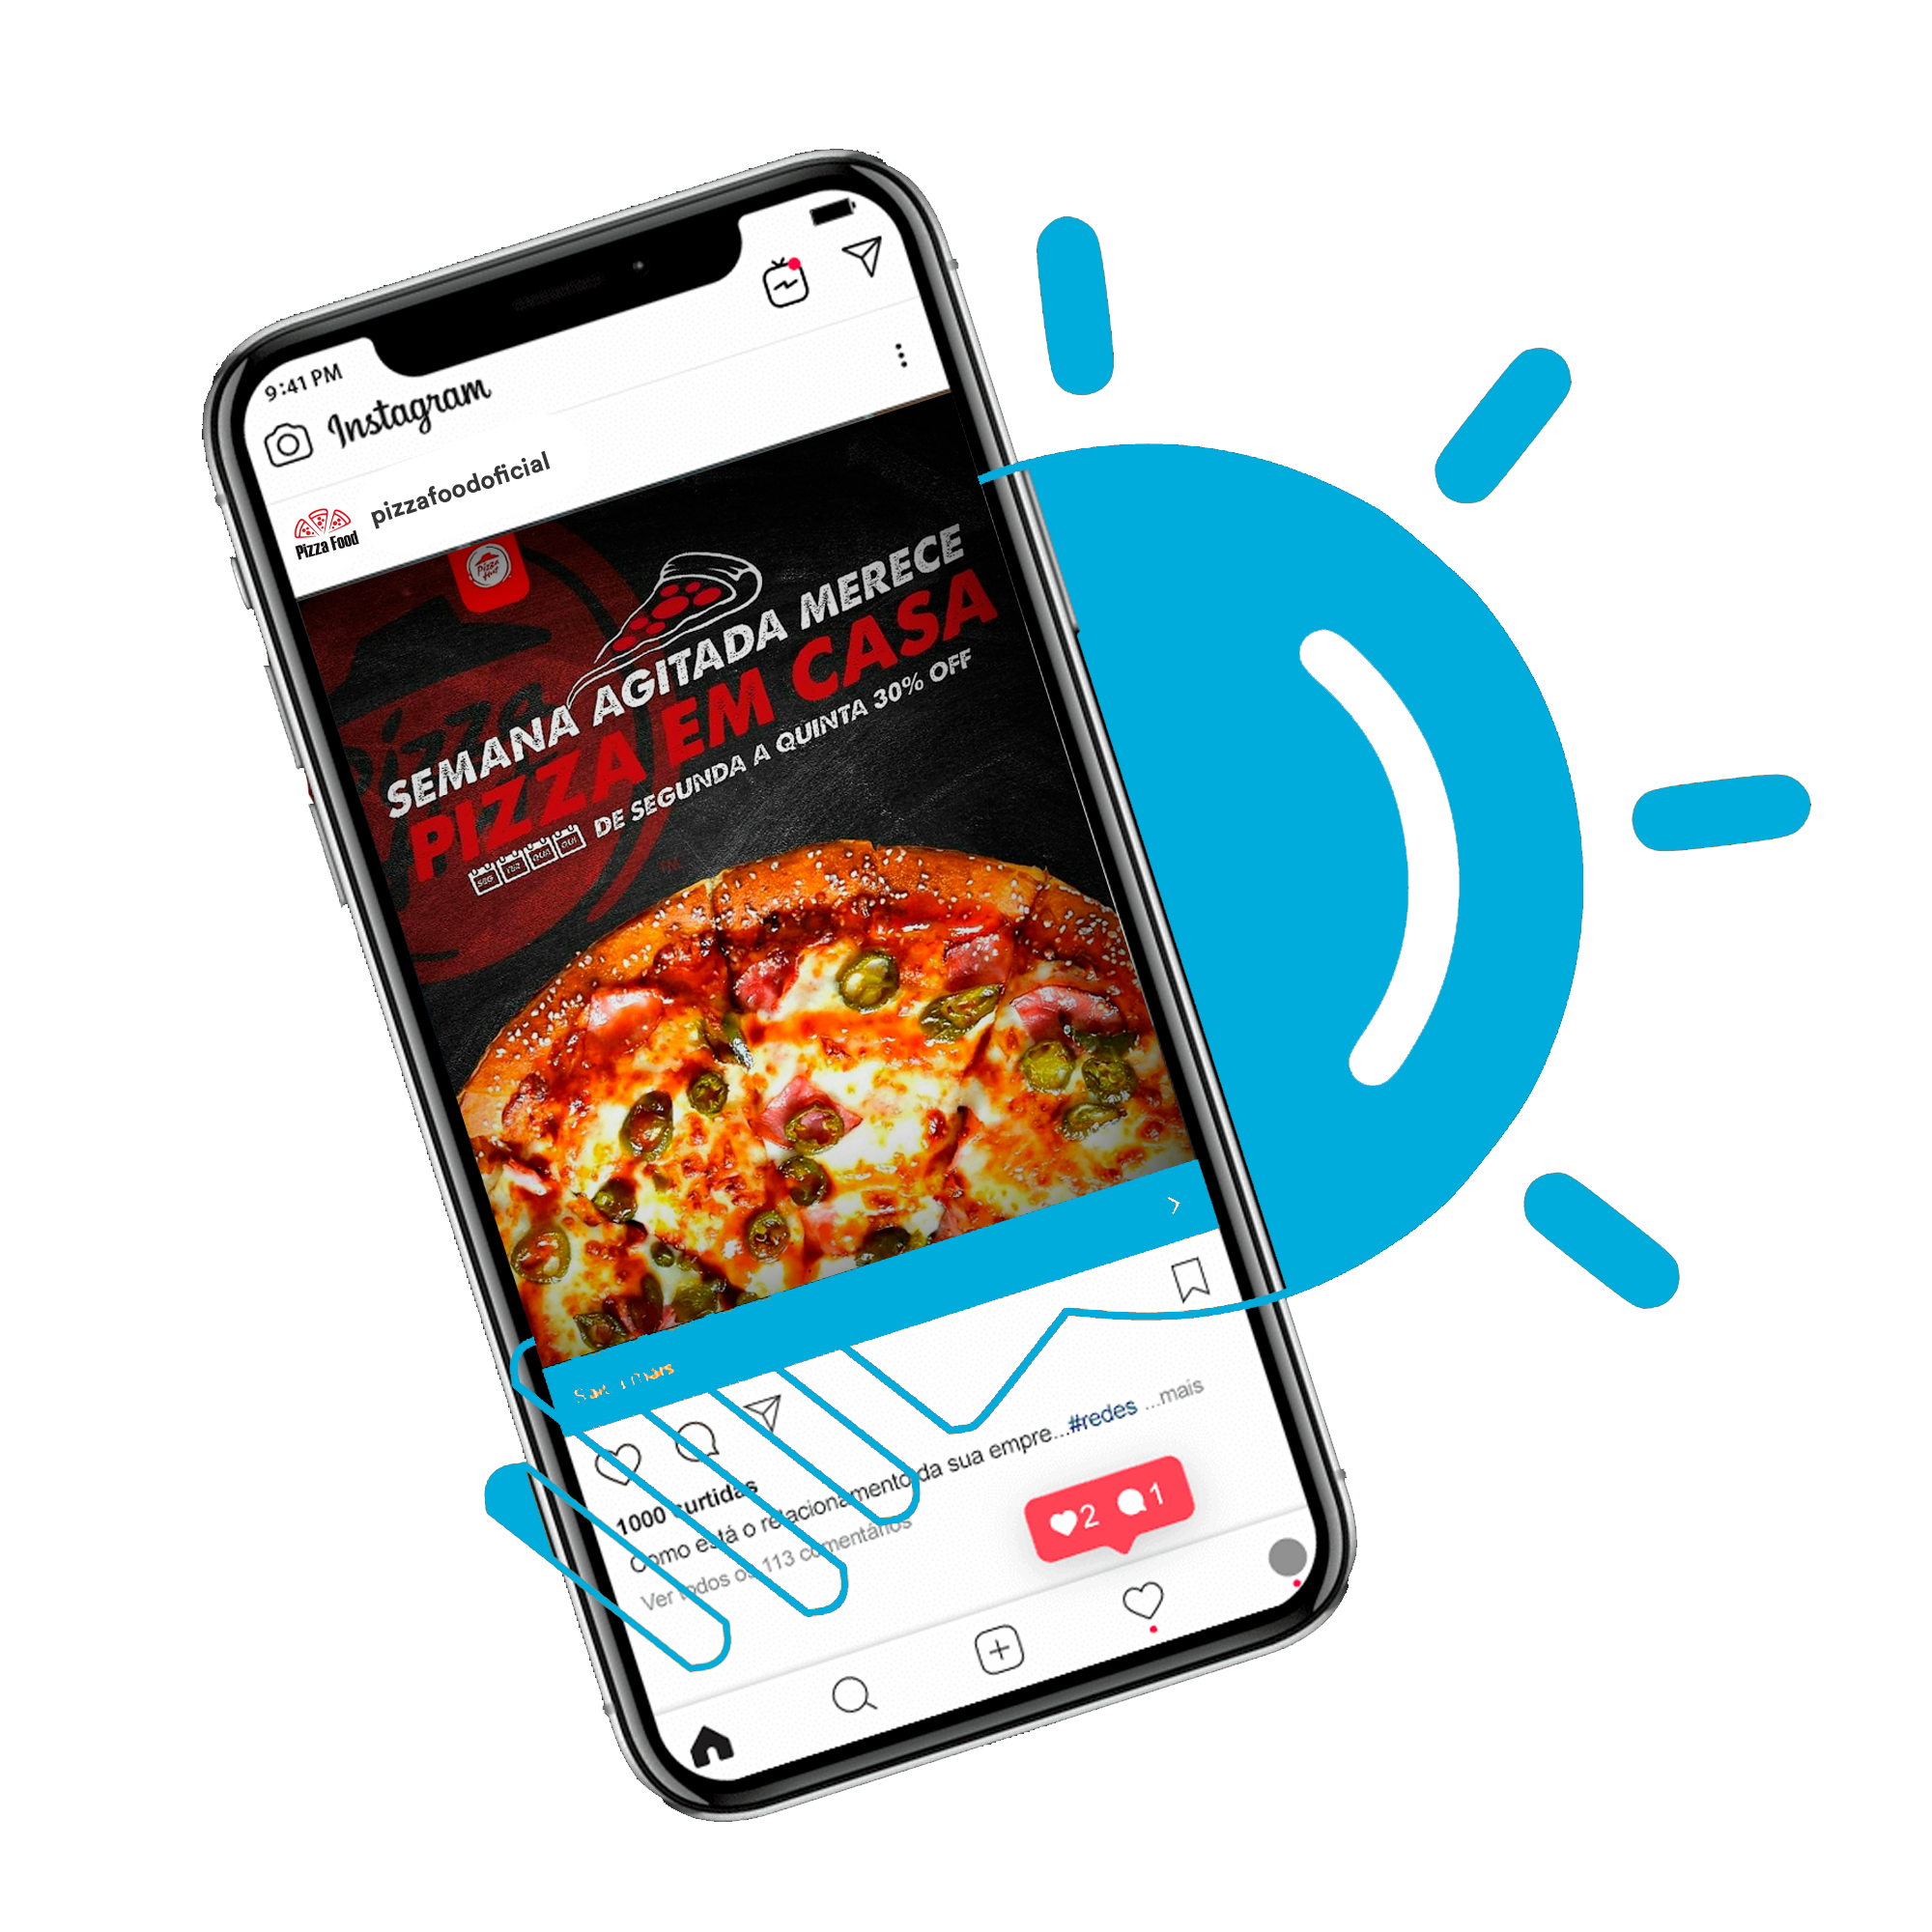 9:41 PM
Instagram
pizzafoodoficial
Pizza Food
Pizza
Hut
SEMANA AGITADA MERECE
PIZZA EM CASA
SEG TER QUA QUI DE SEGUNDA A QUINTA 30% OFF
1000 curtidas
Como está o relacionamento da sua empre...#redes ...mais
Ver todos os 113 comentários
2 1